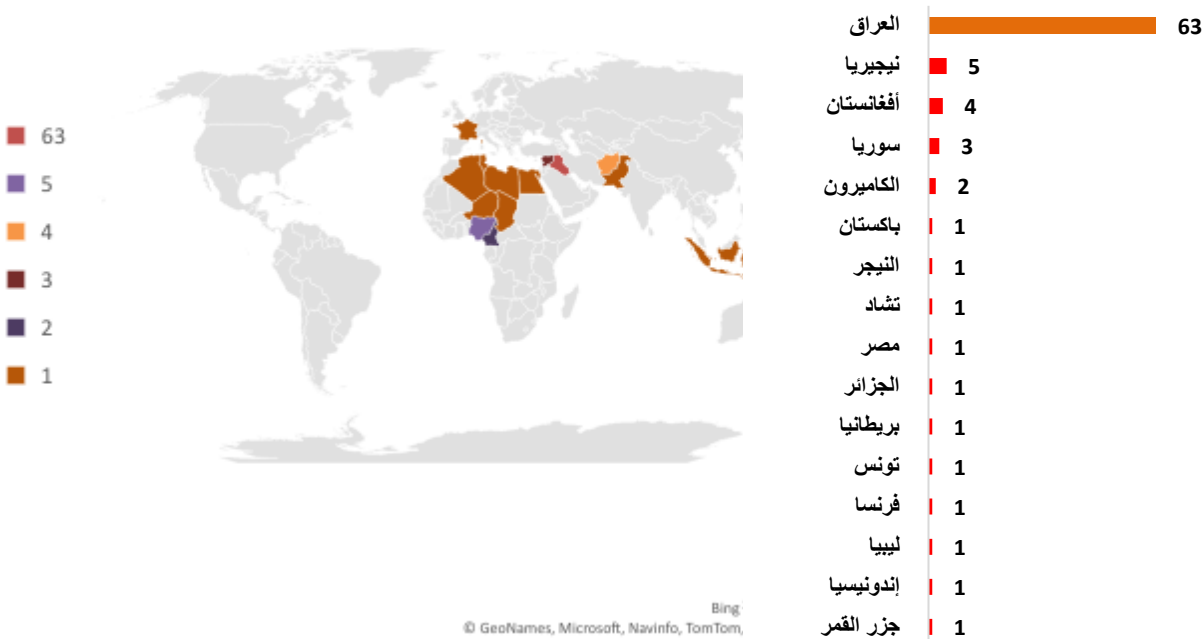 63
5
4
3
2
1
Bing
© GeoNames, Microsoft, Navinfo, TomTom,
العراق 63
نيجيريا 5
أفغانستان 4
سوريا 3
الكاميرون 2
باكستان 1
النيجر 1
تشاد 1
مصر 1
الجزائر 1
بريطانيا 1
تونس 1
فرنسا 1
ليبيا 1
إندونيسيا 1
جزر القمر 1